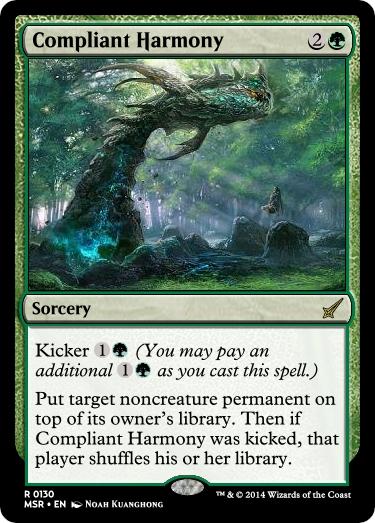 Compliant Harmony 2
Sorcery
Kicker 1 (You may pay an
additional 1 as you cast this spell.)
Put target noncreature permanent on
top of its owner's library. Then if
Compliant Harmony was kicked, that
player shuffles his or her library.
R 0130
MSR • EN Noah Kuanghong
™ & © 2014 Wizards of the Coast